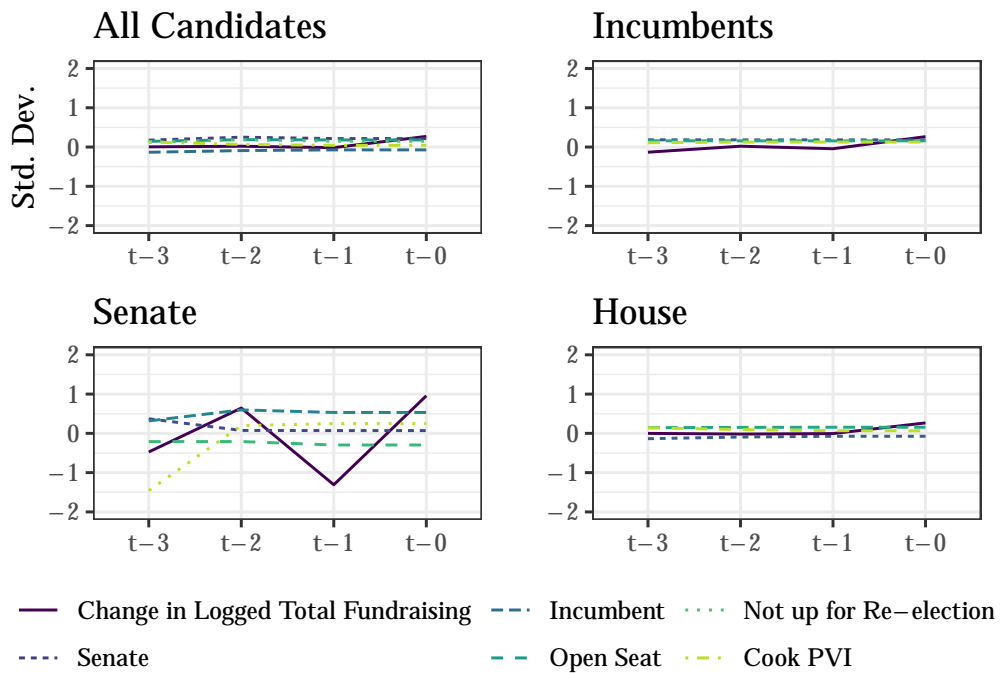 All Candidates
Incumbents
Std. Dev.
2
1
0
−1
−2
t−3 t−2 t−1 t−0
2
1
0
−1
−2
t−3 t−2 t−1 t−0
Senate
House
2
1
0
−1
−2
t−3 t−2 t−1 t−0
2
1
0
−1
−2
t−3 t−2 t−1 t−0
Change in Logged Total Fundraising Incumbent Not up for Re−election
Senate Open Seat Cook PVI